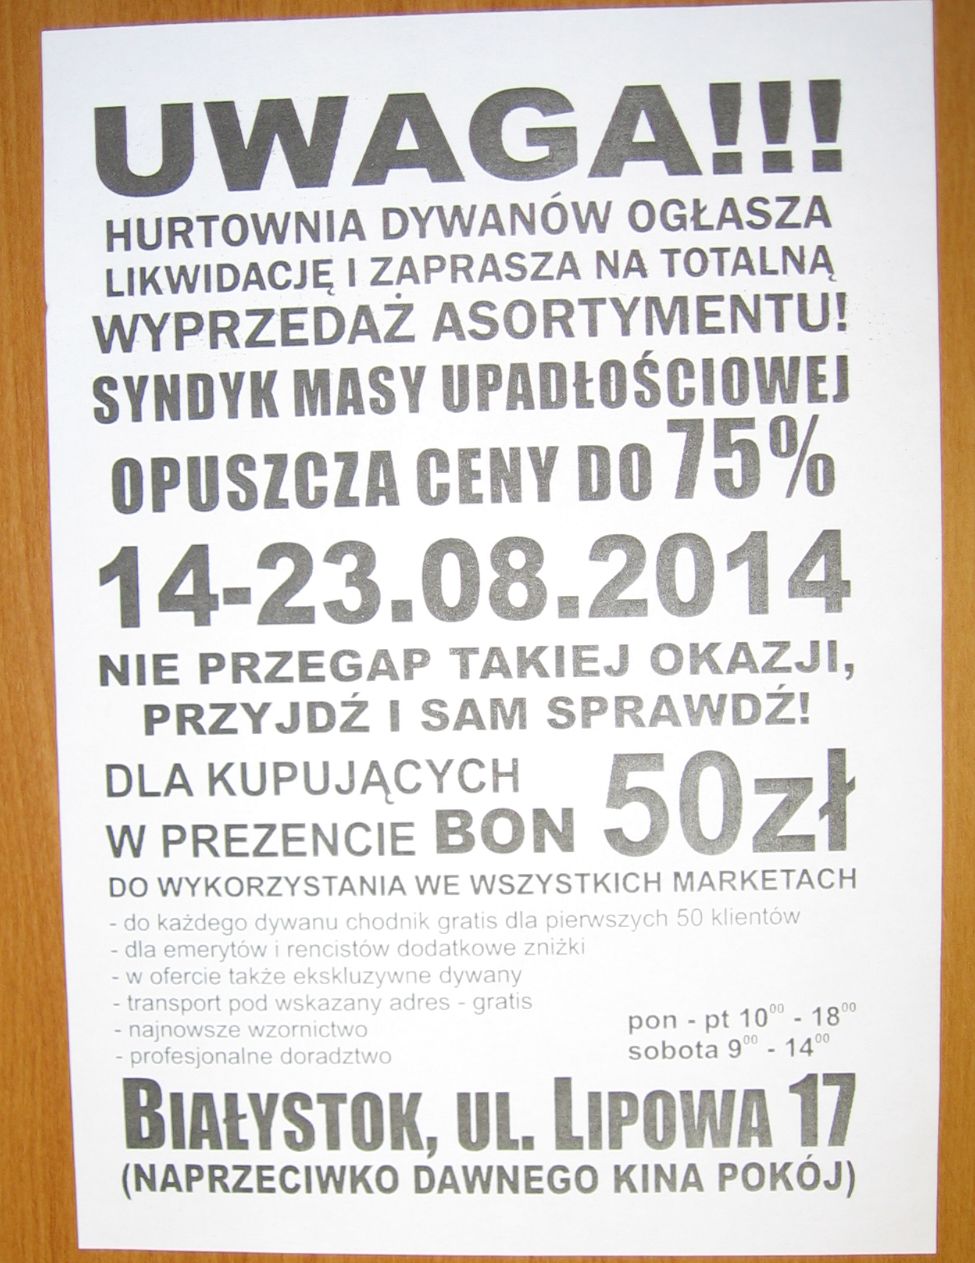 UWAGA!!!
HURTOWNIA DYWANÓW OGŁASZA
LIKWIDACJĘ I ZAPRASZA NA TOTALNĄ
WYPRZEDAŻ ASORTYMENTU!
SYNDYK MASY UPADŁOŚCIOWEJ
OPUSZCZA CENY DO 75%
14-23.08.2014
NIE PRZEGAP TAKIEJ OKAZJI,
PRZYJDŹ I SAM SPRAWDŹ!
DLA KUPUJĄCYCH
W PREZENCIE BON 50zł
DO WYKORZYSTANIA WE WSZYSTKICH MARKETACH
- do każdego dywanu chodnik gratis dla pierwszych 50 klientów
- dla emerytów i rencistów dodatkowe zniżki
- w ofercie także ekskluzywne dywany
- transport pod wskazany adres - gratis
- najnowsze wzornictwo
- profesjonalne doradztwo
pon - pt 10⁰⁰ - 18⁰⁰
sobota 9⁰⁰ - 14⁰⁰
BIAŁYSTOK, UL. LIPOWA 17
(NAPRZECIWKO DAWNEGO KINA POKÓJ)